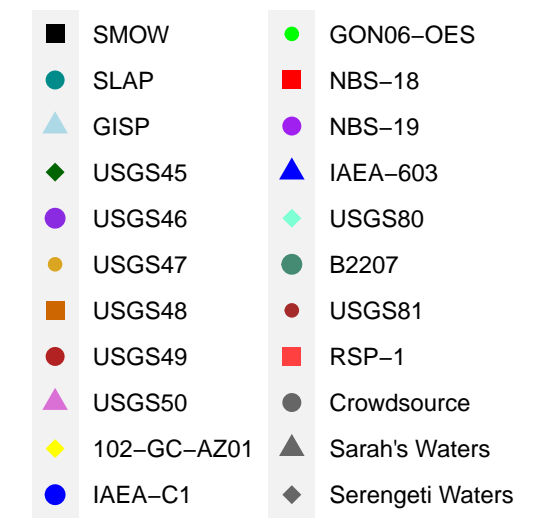 SMOW
SLAP
GISP
USGS45
USGS46
USGS47
USGS48
USGS49
USGS50
102−GC−AZ01
IAEA−C1
GON06−OES
NBS−18
NBS−19
IAEA−603
USGS80
B2207
USGS81
RSP−1
Crowdsource
Sarah's Waters
Serengeti Waters